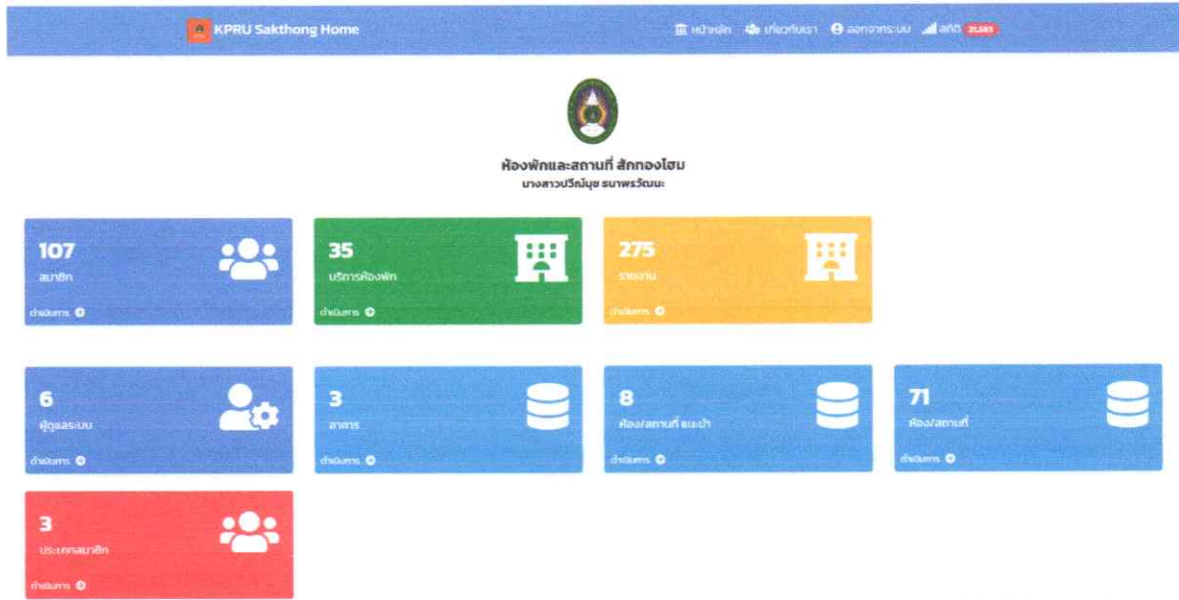 KPRU Sakthong Home
หน้าหลัก เกี่ยวกับเรา ออกจากระบบ สถิติ 21,583
ห้องพักและสถานที่ สักทองโฮม
นางสาวปวีณ์นุช ธนาพรวัฒนะ
107
สมาชิก
ดำเนินการ
35
บริการห้องพัก
ดำเนินการ
275
รายงาน
ดำเนินการ
6
ผู้ดูแลระบบ
ดำเนินการ
3
อาคาร
ดำเนินการ
8
ห้อง/สถานที่ แนะนำ
ดำเนินการ
71
ห้อง/สถานที่
ดำเนินการ
3
ประเภทสมาชิก
ดำเนินการ